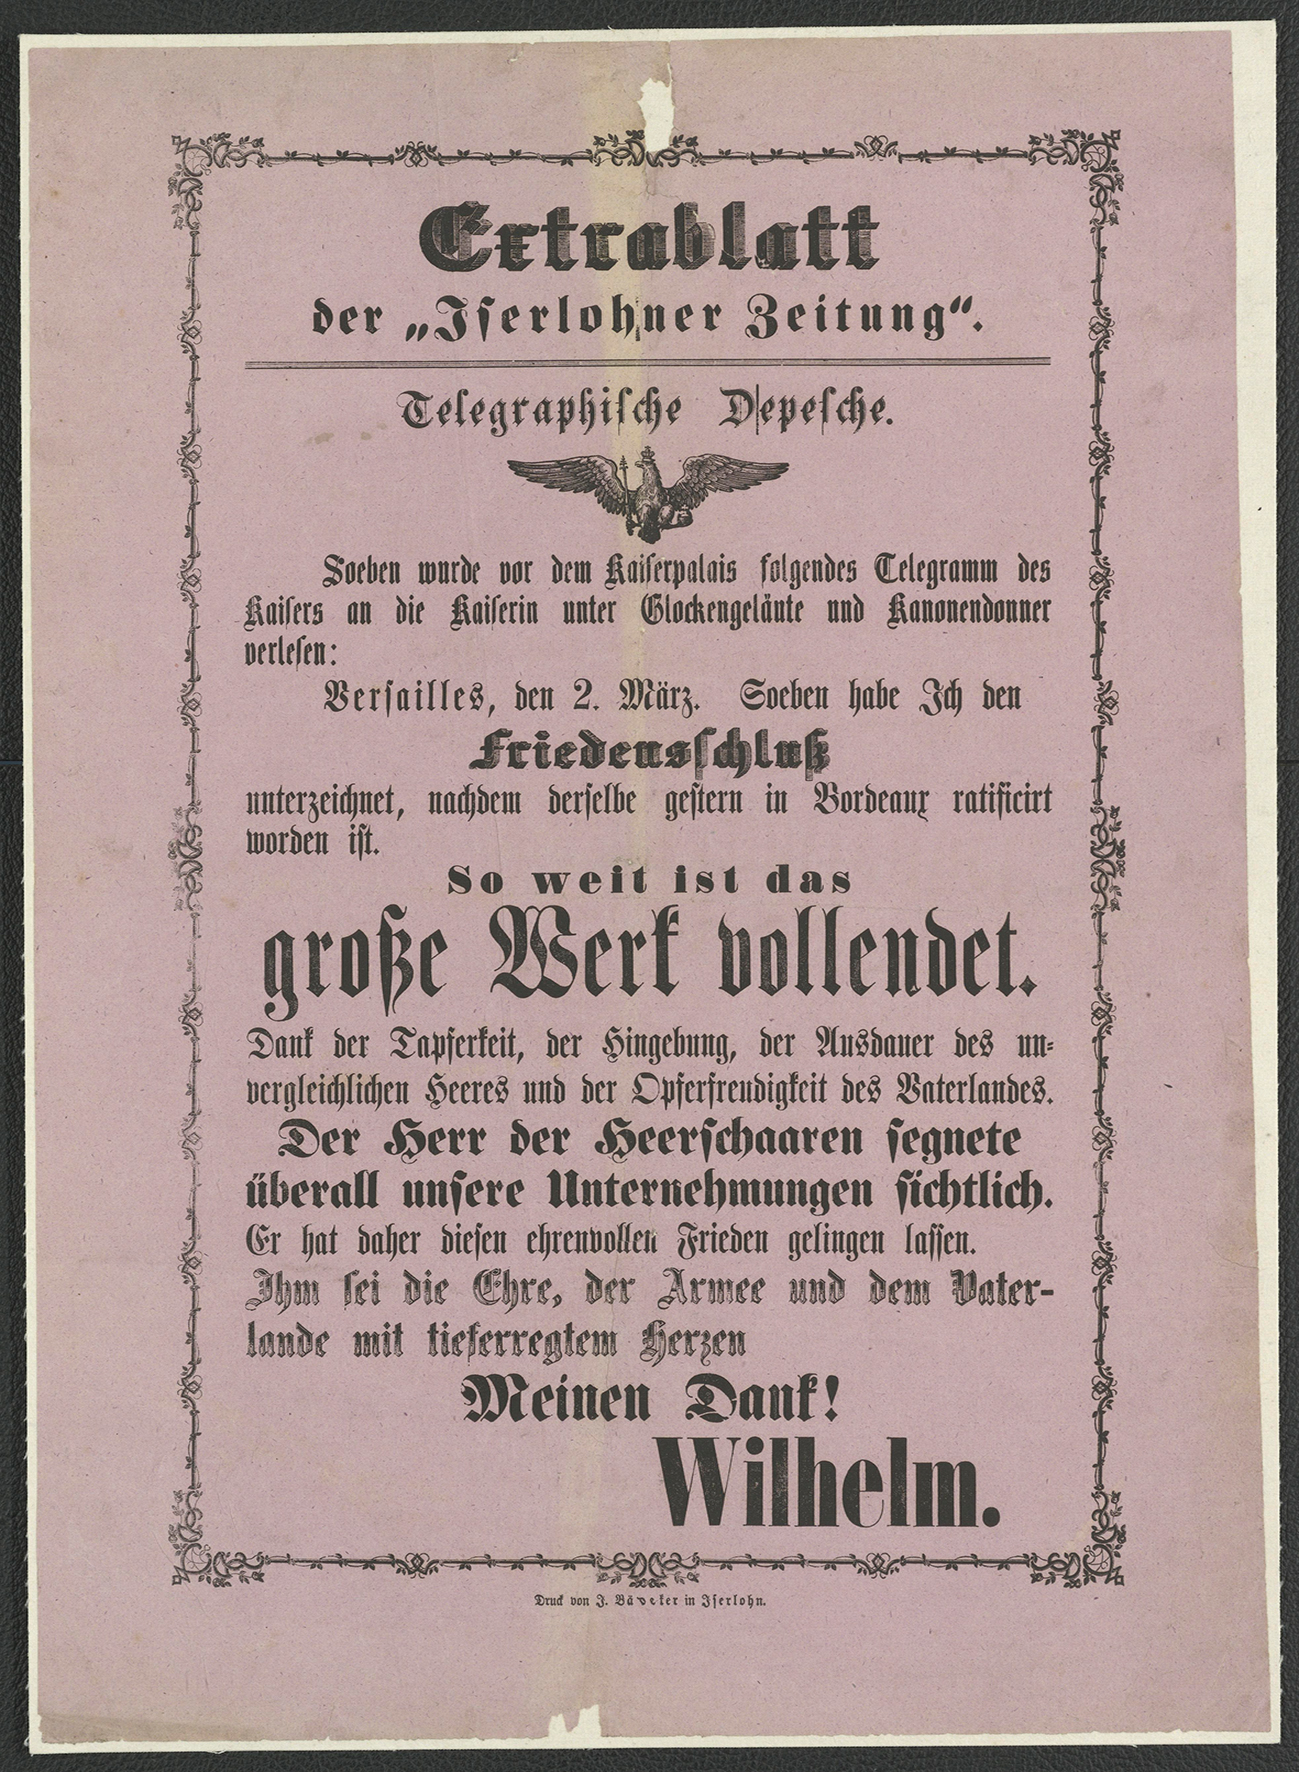 Extrablatt
der „Iserlohner Zeitung“.
Telegraphische Depesche.
Soeben wurde vor dem Kaiserpalais folgendes Telegramm des
Kaisers an die Kaiserin unter Glockengeläute und Kanonendonner
verlesen:
Versailles, den 2. März. Soeben habe Ich den
Friedensschluß
unterzeichnet, nachdem derselbe gestern in Bordeaux ratificirt
worden ist.
So weit ist das
große Werk vollendet.
Dank der Tapferkeit, der Hingebung, der Ausdauer des un-
vergleichlichen Heeres und der Opferfreudigkeit des Vaterlandes.
Der Herr der Heerschaaren segnete
überall unsere Unternehmungen sichtlich.
Er hat daher diesen ehrenvollen Frieden gelingen lassen.
Ihm sei die Ehre, der Armee und dem Vater-
lande mit tieferregtem Herzen
Meinen Dank!
Wilhelm.
Druck von J. Bädeker in Iserlohn.